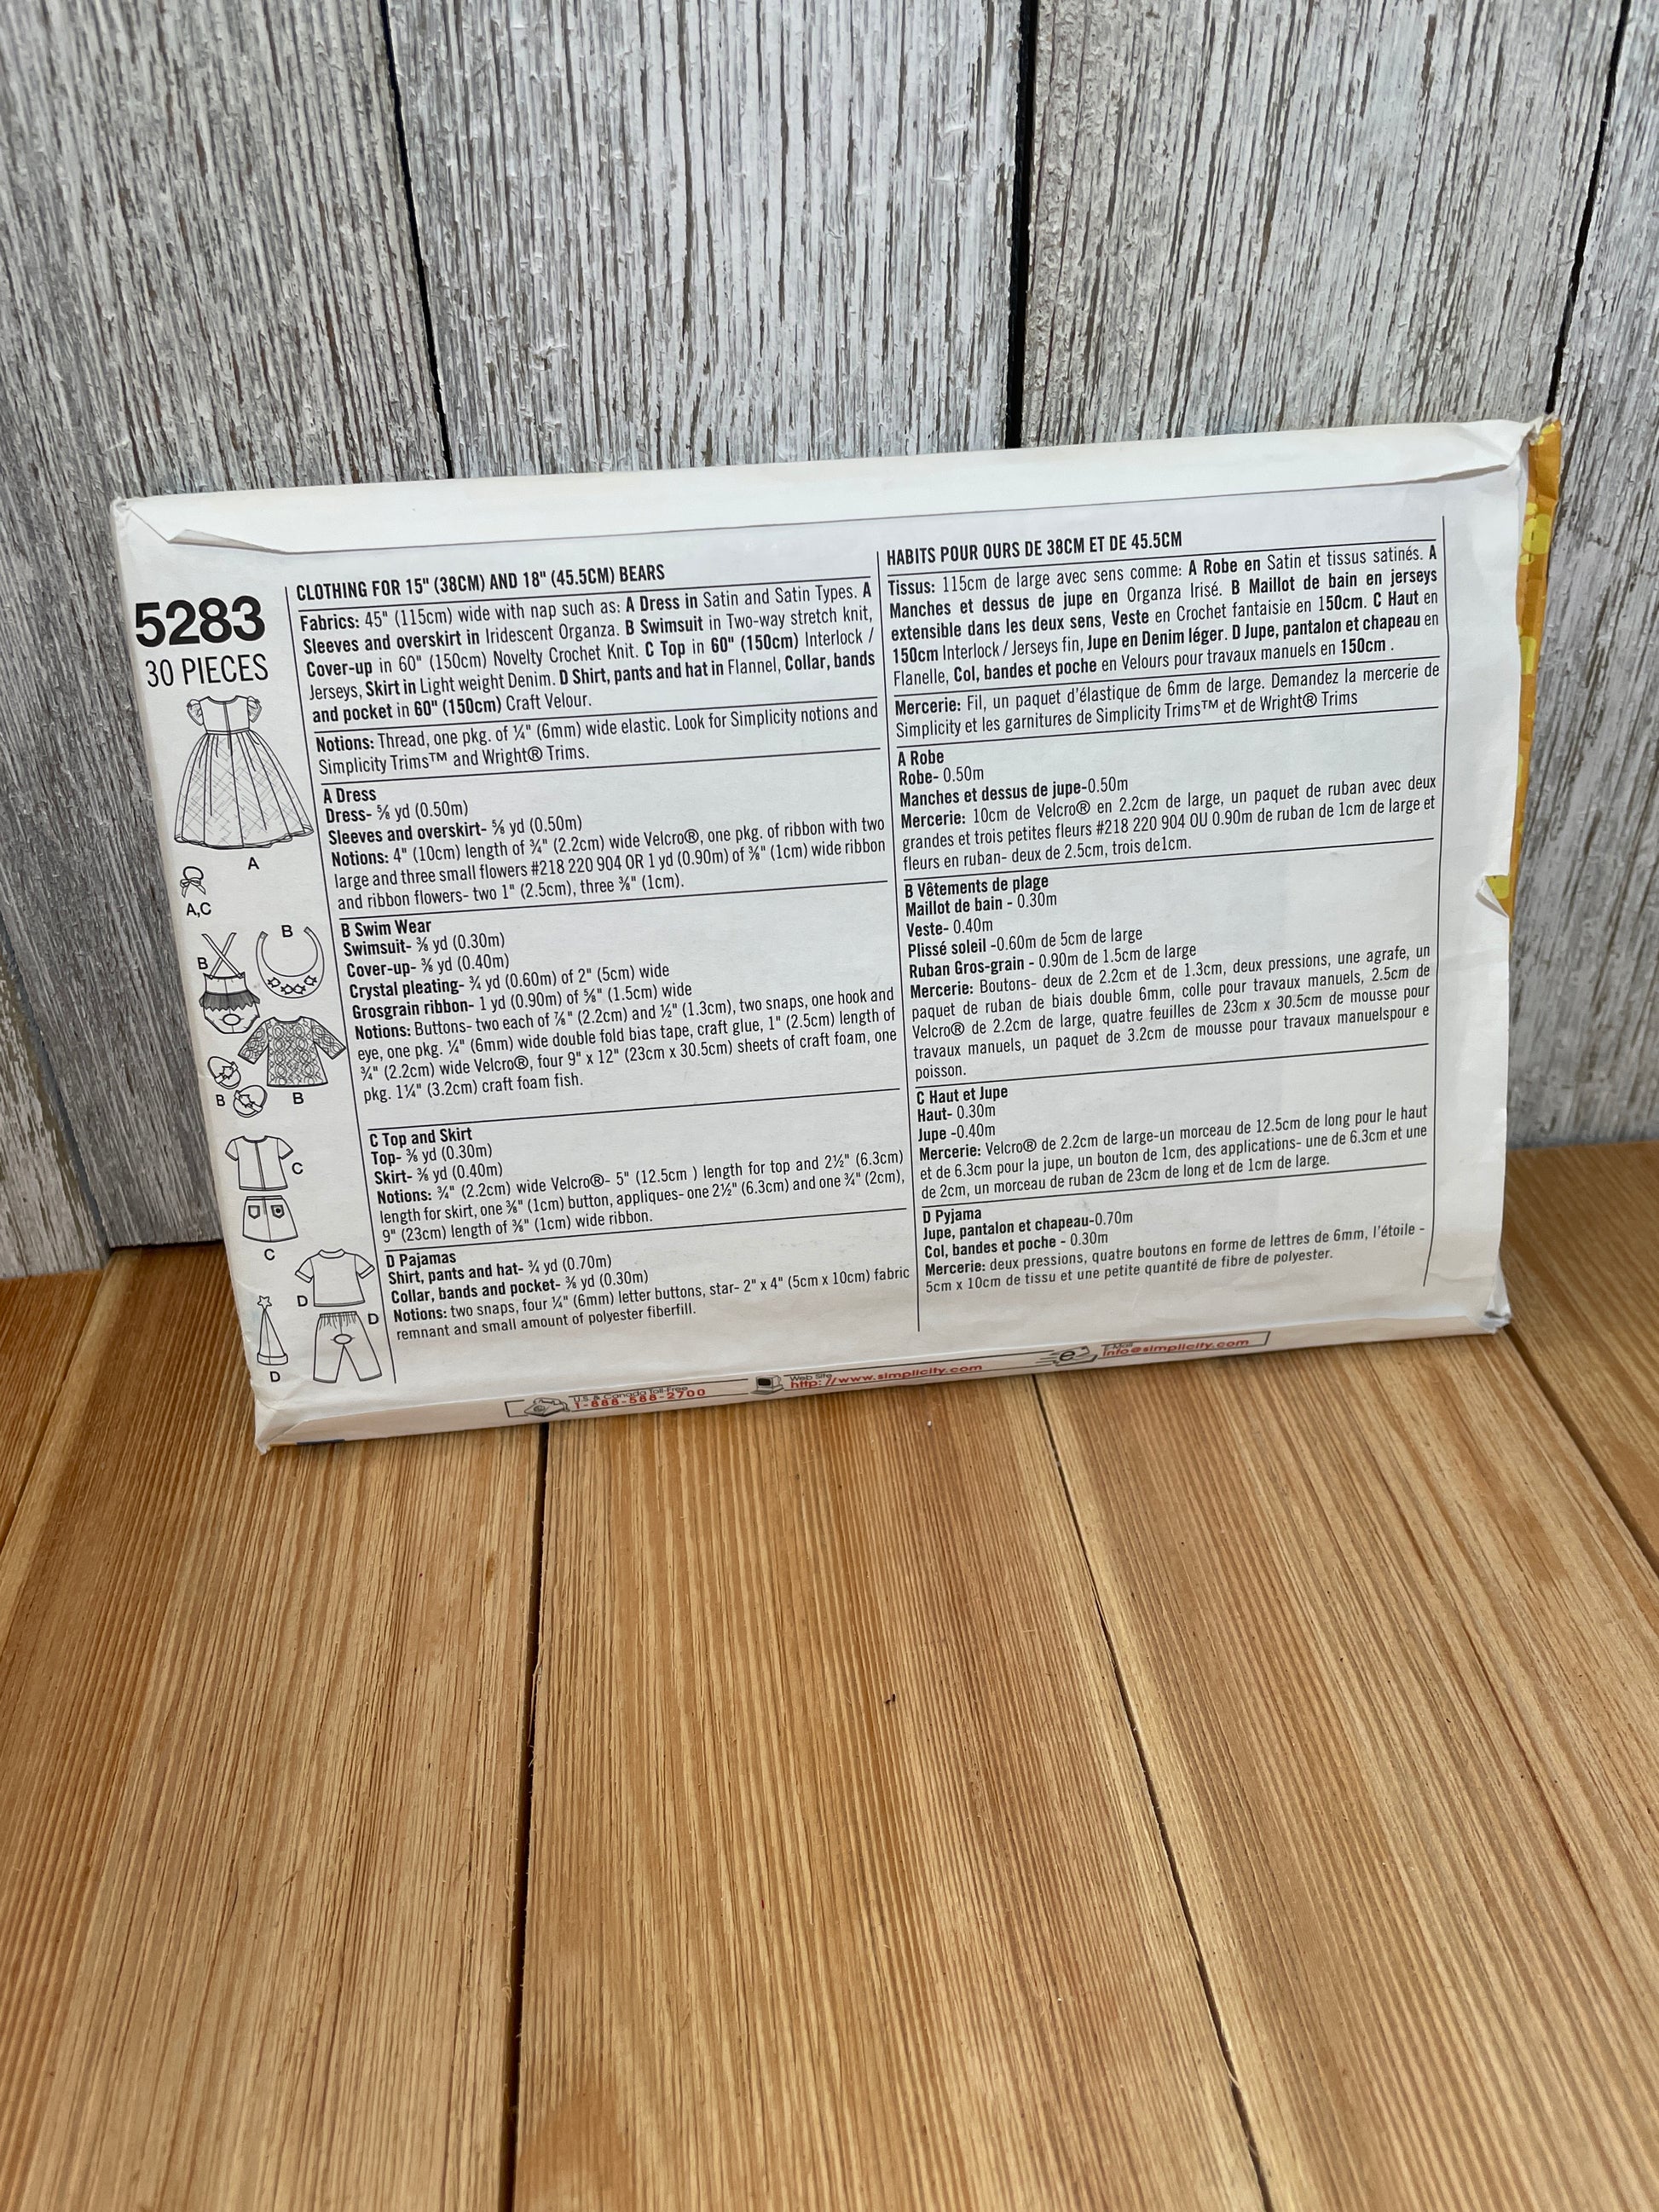 5283
30 PIECES
A
A,C
B
B
B
B
C
C
D
D
D
CLOTHING FOR 15" (38CM) AND 18" (45.5CM) BEARS
Fabrics: 45" (115cm) wide with nap such as: A Dress in Satin and Satin Types. A
Sleeves and overskirt in Iridescent Organza. B Swimsuit in Two-way stretch knit,
Cover-up in 60" (150cm) Novelty Crochet Knit. C Top in 60" (150cm) Interlock /
Jerseys, Skirt in Light weight Denim. D Shirt, pants and hat in Flannel, Collar, bands
and pocket in 60" (150cm) Craft Velour.
Notions: Thread, one pkg. of ¼" (6mm) wide elastic. Look for Simplicity notions and
Simplicity Trims™ and Wright® Trims.
A Dress
Dress- ⅝ yd (0.50m)
Sleeves and overskirt- ⅝ yd (0.50m)
Notions: 4" (10cm) length of ¾" (2.2cm) wide Velcro®, one pkg. of ribbon with two
large and three small flowers #218 220 904 OR 1 yd (0.90m) of ⅜" (1cm) wide ribbon
and ribbon flowers- two 1" (2.5cm), three ⅜" (1cm).
B Swim Wear
Swimsuit- ⅜ yd (0.30m)
Cover-up- ⅜ yd (0.40m)
Crystal pleating- ¾ yd (0.60m) of 2" (5cm) wide
Grosgrain ribbon- 1 yd (0.90m) of ⅝" (1.5cm) wide
Notions: Buttons- two each of ⅞" (2.2cm) and ½" (1.3cm), two snaps, one hook and
eye, one pkg. ¼" (6mm) wide double fold bias tape, craft glue, 1" (2.5cm) length of
¾" (2.2cm) wide Velcro®, four 9" x 12" (23cm x 30.5cm) sheets of craft foam, one
pkg. 1¼" (3.2cm) craft foam fish.
C Top and Skirt
Top- ⅜ yd (0.30m)
Skirt- ⅜ yd (0.40m)
Notions: ¾" (2.2cm) wide Velcro®- 5" (12.5cm ) length for top and 2½" (6.3cm)
length for skirt, one ⅜" (1cm) button, appliques- one 2½" (6.3cm) and one ¾" (2cm),
9" (23cm) length of ⅜" (1cm) wide ribbon.
D Pajamas
Shirt, pants and hat- ¾ yd (0.70m)
Collar, bands and pocket- ⅜ yd (0.30m)
Notions: two snaps, four ¼" (6mm) letter buttons, star- 2" x 4" (5cm x 10cm) fabric
remnant and small amount of polyester fiberfill.
HABITS POUR OURS DE 38CM ET DE 45.5CM
Tissus: 115cm de large avec sens comme: A Robe en Satin et tissus satinés. A
Manches et dessus de jupe en Organza Irisé. B Maillot de bain en jerseys
extensible dans les deux sens, Veste en Crochet fantaisie en 150cm. C Haut en
150cm Interlock / Jerseys fin, Jupe en Denim léger. D Jupe, pantalon et chapeau en
Flanelle, Col, bandes et poche en Velours pour travaux manuels en 150cm .
Mercerie: Fil, un paquet d'élastique de 6mm de large. Demandez la mercerie de
Simplicity et les garnitures de Simplicity Trims™ et de Wright® Trims
A Robe
Robe- 0.50m
Manches et dessus de jupe-0.50m
Mercerie: 10cm de Velcro® en 2.2cm de large, un paquet de ruban avec deux
grandes et trois petites fleurs #218 220 904 OU 0.90m de ruban de 1cm de large et
fleurs en ruban- deux de 2.5cm, trois de1cm.
B Vêtements de plage
Maillot de bain - 0.30m
Veste- 0.40m
Plissé soleil -0.60m de 5cm de large
Ruban Gros-grain - 0.90m de 1.5cm de large
Mercerie: Boutons- deux de 2.2cm et de 1.3cm, deux pressions, une agrafe, un
paquet de ruban de biais double 6mm, colle pour travaux manuels, 2.5cm de
Velcro® de 2.2cm de large, quatre feuilles de 23cm x 30.5cm de mousse pour
travaux manuels, un paquet de 3.2cm de mousse pour travaux manuelspour e
poisson.
C Haut et Jupe
Haut- 0.30m
Jupe -0.40m
Mercerie: Velcro® de 2.2cm de large-un morceau de 12.5cm de long pour le haut
et de 6.3cm pour la jupe, un bouton de 1cm, des applications- une de 6.3cm et une
de 2cm, un morceau de ruban de 23cm de long et de 1cm de large.
D Pyjama
Jupe, pantalon et chapeau-0.70m
Col, bandes et poche - 0.30m
Mercerie: deux pressions, quatre boutons en forme de lettres de 6mm, l'étoile -
5cm x 10cm de tissu et une petite quantité de fibre de polyester.
U.S. & Canada Toll-Free
1-888-588-2700
Web Site
http://www.simplicity.com
E-Mail
info@simplicity.com